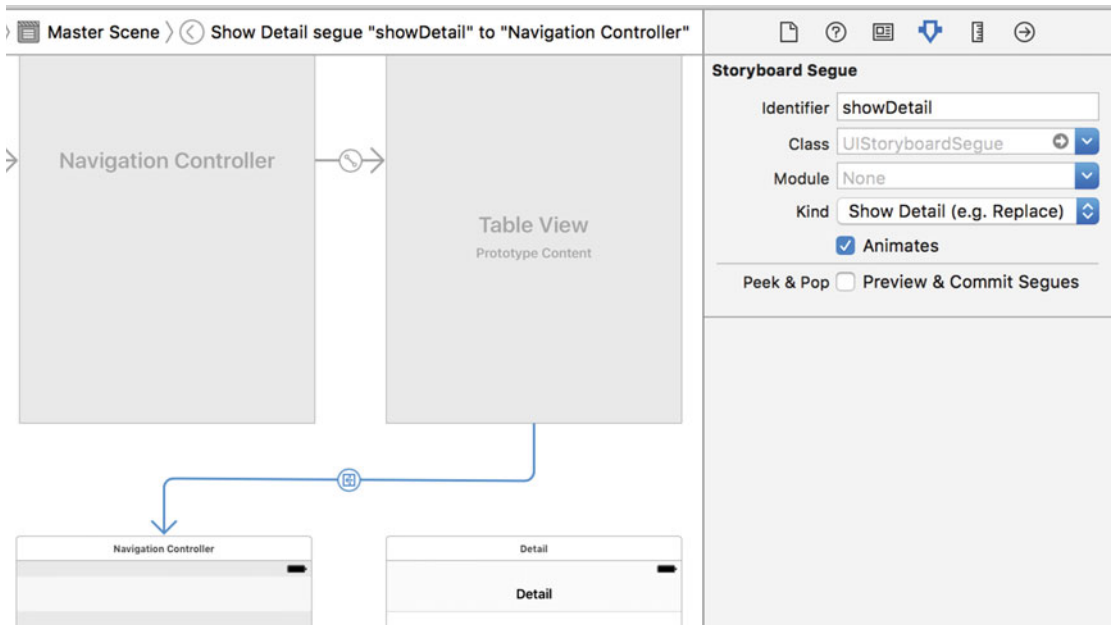 Master Scene Show Detail segue "showDetail" to "Navigation Controller"
Navigation Controller
Table View
Prototype Content
Navigation Controller
Detail
Detail
Storyboard Segue
Identifier showDetail
Class UIStoryboardSegue
Module None
Kind Show Detail (e.g. Replace)
Animates
Peek & Pop Preview & Commit Segues